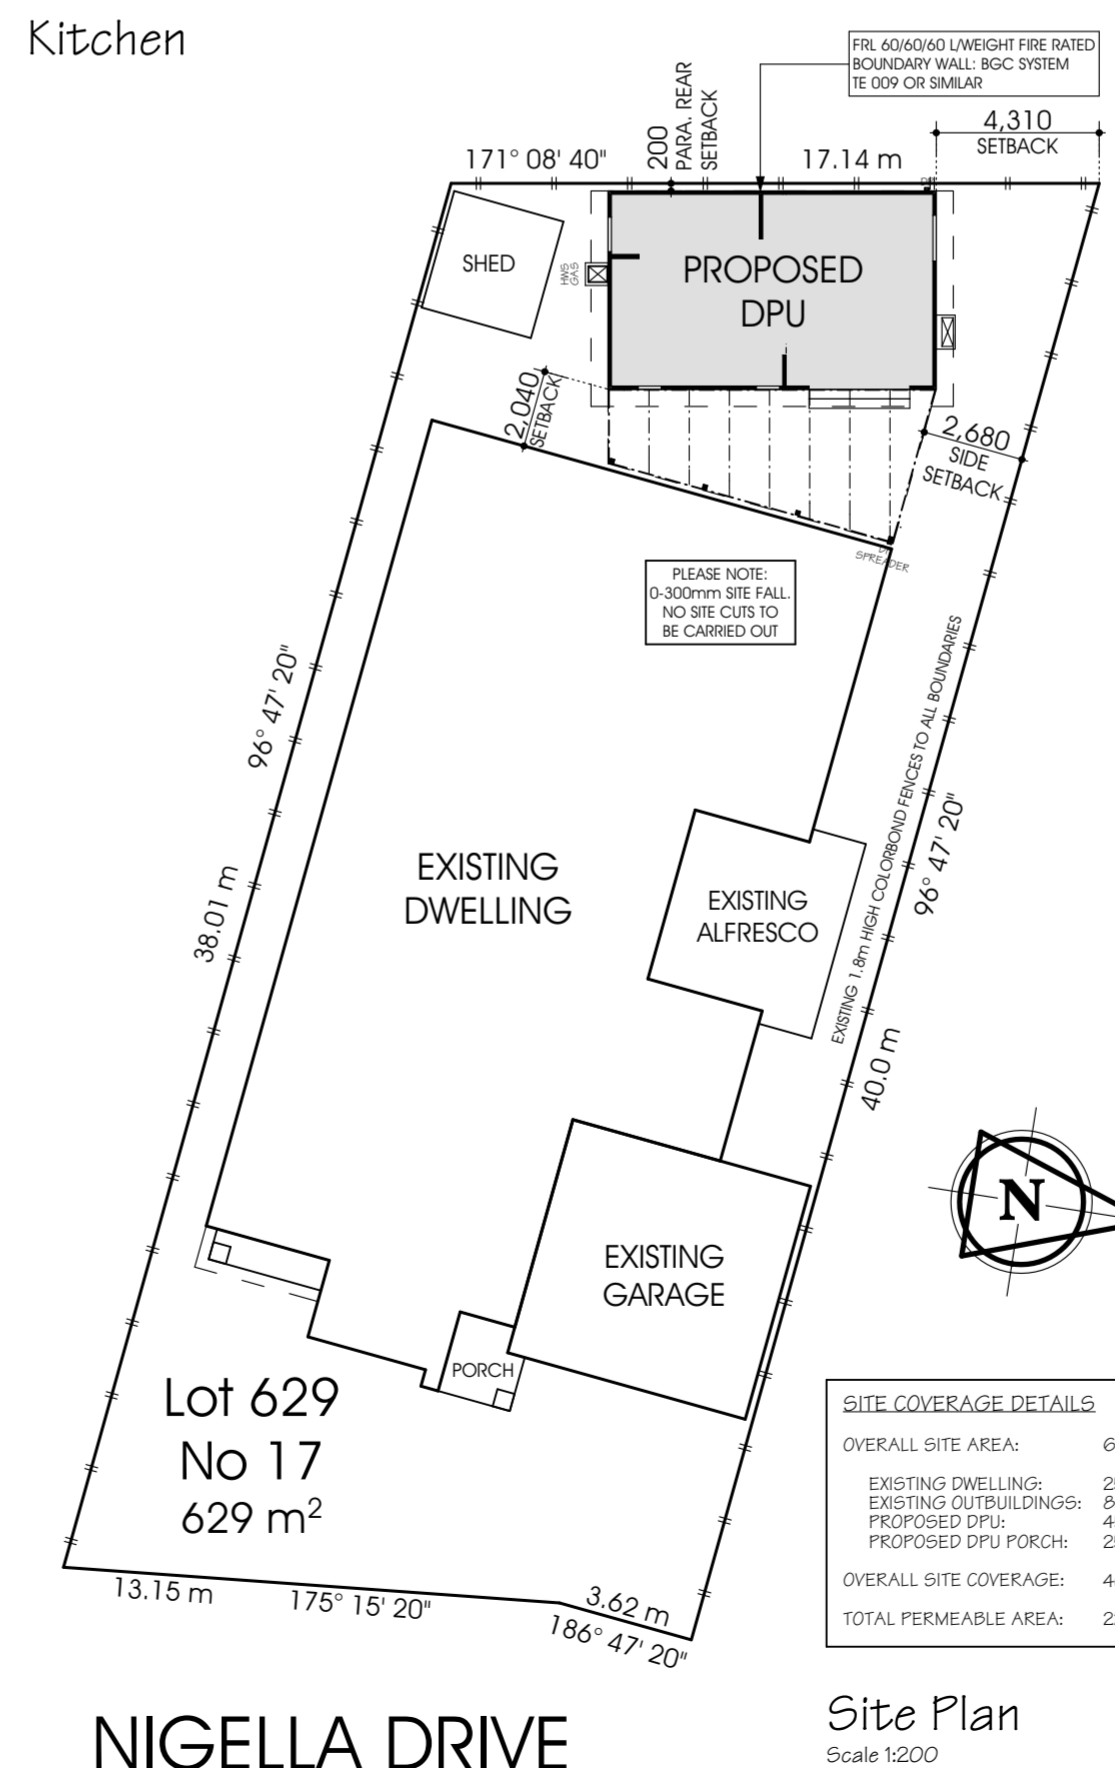 Kitchen
FRL 60/60/60 L/WEIGHT FIRE RATED
BOUNDARY WALL: BGC SYSTEM
TE 009 OR SIMILAR
200
PARA. REAR
SETBACK
4,310
SETBACK
171° 08' 40"
17.14 m
SHED
HWS
GAS
PROPOSED
DPU
2,040
SETBACK
2,680
SIDE
SETBACK
SPREADER
PLEASE NOTE:
0-300mm SITE FALL.
NO SITE CUTS TO
BE CARRIED OUT
96° 47' 20"
38.01 m
EXISTING
DWELLING
EXISTING
ALFRESCO
EXISTING 1.8m HIGH COLORBOND FENCES TO ALL BOUNDARIES
96° 47' 20"
40.0 m
N
EXISTING
GARAGE
PORCH
Lot 629
No 17
629 m²
13.15 m
175° 15' 20"
3.62 m
186° 47' 20"
SITE COVERAGE DETAILS
OVERALL SITE AREA: 6
EXISTING DWELLING:
EXISTING OUTBUILDINGS: 8
PROPOSED DPU: 4
PROPOSED DPU PORCH:
OVERALL SITE COVERAGE: 4
TOTAL PERMEABLE AREA:
NIGELLA DRIVE
Site Plan
Scale 1:200